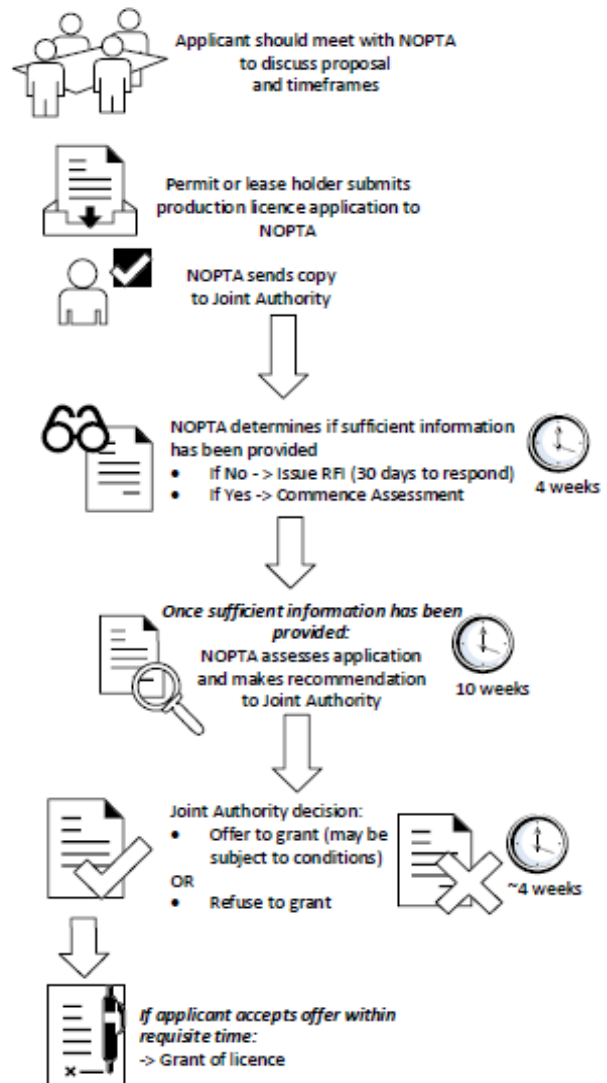 Applicant should meet with NOPTA
to discuss proposal
and timeframes
Permit or lease holder submits
production licence application to
NOPTA
NOPTA sends copy
to Joint Authority
NOPTA determines if sufficient information
has been provided
• If No - > Issue RFI (30 days to respond)
• If Yes -> Commence Assessment
4 weeks
Once sufficient information has been
provided:
NOPTA assesses application
and makes recommendation
to Joint Authority
10 weeks
Joint Authority decision:
• Offer to grant (may be
subject to conditions)
OR
• Refuse to grant
~4 weeks
If applicant accepts offer within
requisite time:
-> Grant of licence